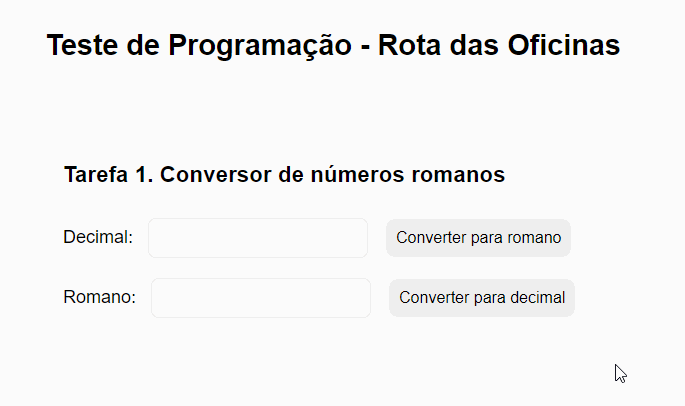 Teste de Programação - Rota das Oficinas
Tarefa 1. Conversor de números romanos
Decimal: Converter para romano
Romano: Converter para decimal